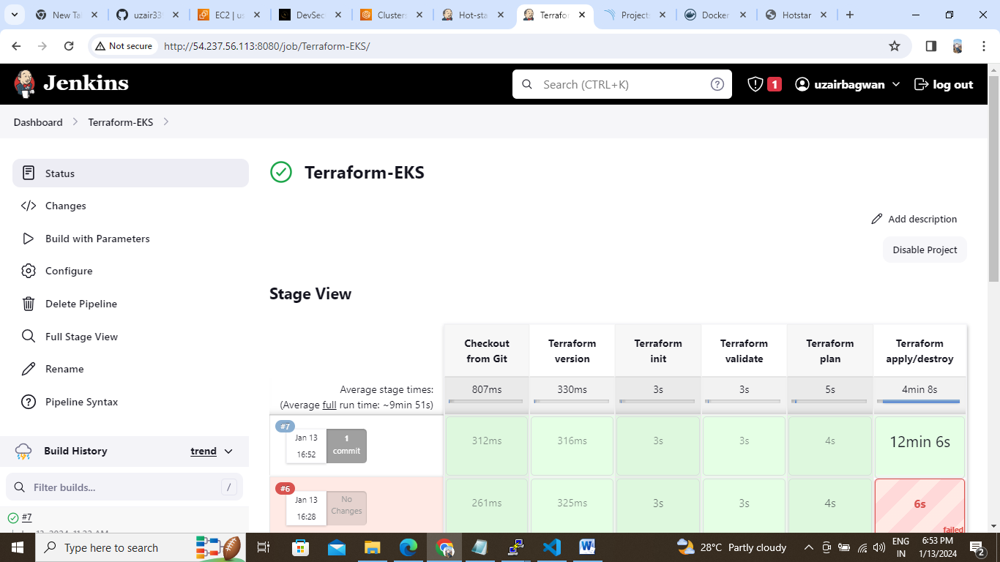 New Ta
uzair33
EC2 | us
DevSec
Clusters
Hot-sta
Terrafor
Project
Docker
Hotstar
Not secure
http://54.237.56.113:8080/job/Terraform-EKS/
Jenkins
Search (CTRL+K)
1
uzairbagwan
log out
Dashboard
Terraform-EKS
Status
Changes
Build with Parameters
Configure
Delete Pipeline
Full Stage View
Rename
Pipeline Syntax
Build History
trend
Filter builds...
/
#7
Terraform-EKS
Add description
Disable Project
Stage View
Checkout from Git
Terraform version
Terraform init
Terraform validate
Terraform plan
Terraform apply/destroy
Average stage times:
(Average full run time: ~9min 51s)
807ms
330ms
3s
3s
5s
4min 8s
#7
Jan 13
16:52
1
commit
312ms
316ms
3s
3s
4s
12min 6s
#6
Jan 13
16:28
No
Changes
261ms
325ms
3s
3s
4s
6s
failed
Type here to search
28°C Partly cloudy
ENG
IN
6:53 PM
1/13/2024
2